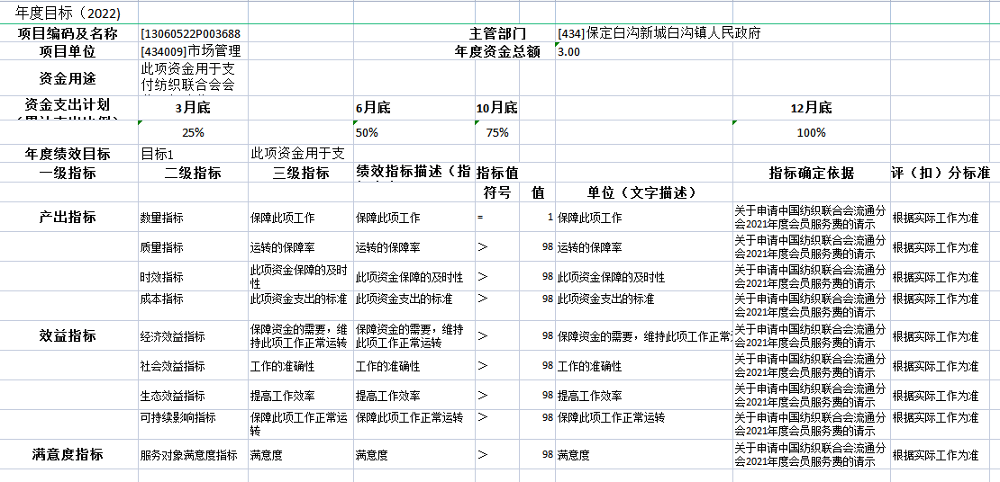 年度目标（2022)
项目编码及名称 [13060522P003688 主管部门 [434]保定白沟新城白沟镇人民政府
项目单位 [434009]市场管理 年度资金总额 3.00
资金用途 此项资金用于支
付纺织联合会会
资金支出计划 3月底 6月底 10月底 12月底
25% 50% 75% 100%
年度绩效目标 目标1 此项资金用于支
一级指标 二级指标 三级指标 绩效指标描述（指 指标值 指标确定依据 评（扣）分标准
符号 值 单位（文字描述）
产出指标 数量指标 保障此项工作 保障此项工作 = 1 保障此项工作 关于申请中国纺织联合会流通分
会2021年度会员服务费的请示 根据实际工作为准
质量指标 运转的保障率 运转的保障率 > 98 运转的保障率 关于申请中国纺织联合会流通分
会2021年度会员服务费的请示 根据实际工作为准
时效指标 此项资金保障的及时
性 此项资金保障的及时性 > 98 此项资金保障的及时性 关于申请中国纺织联合会流通分
会2021年度会员服务费的请示 根据实际工作为准
成本指标 此项资金支出的标准 此项资金支出的标准 > 98 此项资金支出的标准 关于申请中国纺织联合会流通分
会2021年度会员服务费的请示 根据实际工作为准
效益指标 经济效益指标 保障资金的需要，维
持此项工作正常运转 保障资金的需要，维持
此项工作正常运转 > 98 保障资金的需要，维持此项工作正常 关于申请中国纺织联合会流通分
会2021年度会员服务费的请示 根据实际工作为准
社会效益指标 工作的准确性 工作的准确性 > 98 工作的准确性 关于申请中国纺织联合会流通分
会2021年度会员服务费的请示 根据实际工作为准
生态效益指标 提高工作效率 提高工作效率 > 98 提高工作效率 关于申请中国纺织联合会流通分
会2021年度会员服务费的请示 根据实际工作为准
可持续影响指标 保障此项工作正常运
转 保障此项工作正常运转 > 98 保障此项工作正常运转 关于申请中国纺织联合会流通分
会2021年度会员服务费的请示 根据实际工作为准
满意度指标 服务对象满意度指标 满意度 满意度 > 98 满意度 关于申请中国纺织联合会流通分
会2021年度会员服务费的请示 根据实际工作为准